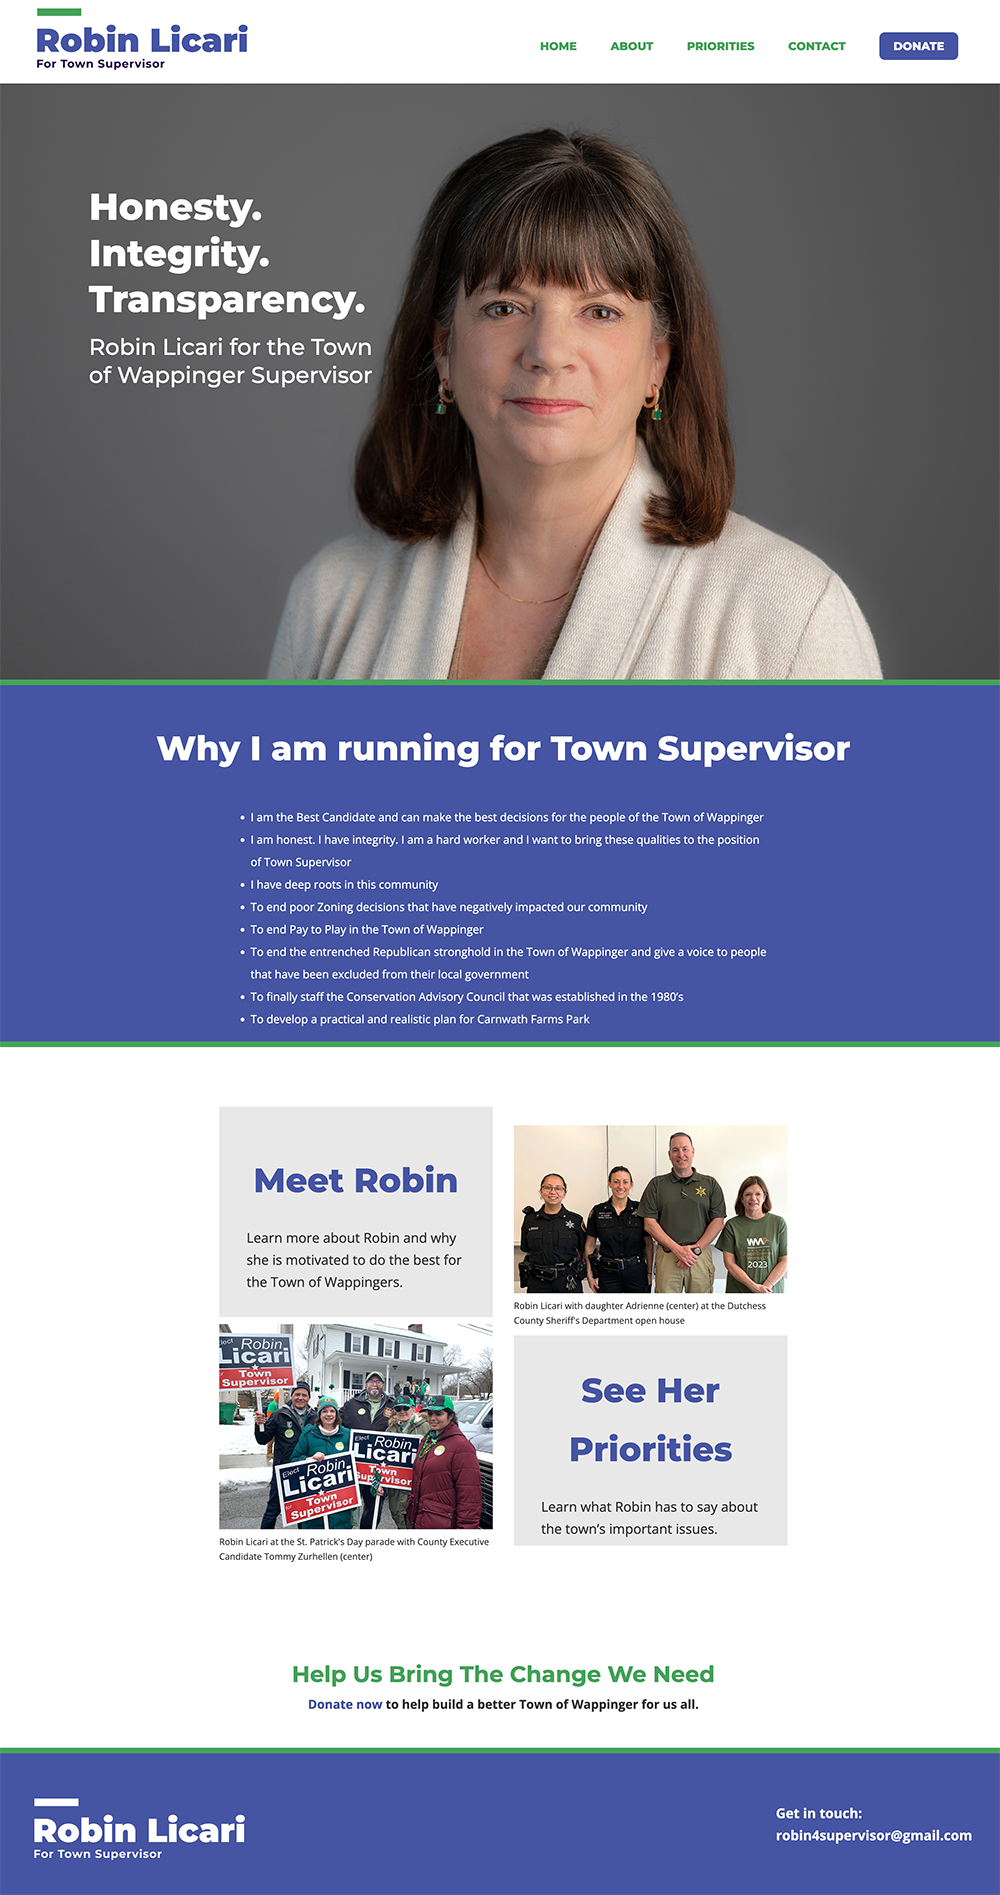 Robin Licari
For Town Supervisor
HOME ABOUT PRIORITIES CONTACT DONATE
Honesty.
Integrity.
Transparency.
Robin Licari for the Town
of Wappinger Supervisor
Why I am running for Town Supervisor
• I am the Best Candidate and can make the best decisions for the people of the Town of Wappinger
• I am honest. I have integrity. I am a hard worker and I want to bring these qualities to the position
of Town Supervisor
• I have deep roots in this community
• To end poor Zoning decisions that have negatively impacted our community
• To end Pay to Play in the Town of Wappinger
• To end the entrenched Republican stronghold in the Town of Wappinger and give a voice to people
that have been excluded from their local government
• To finally staff the Conservation Advisory Council that was established in the 1980’s
• To develop a practical and realistic plan for Carnwath Farms Park
Meet Robin
Learn more about Robin and why
she is motivated to do the best for
the Town of Wappingers.
2023
Robin Licari with daughter Adrienne (center) at the Dutchess
County Sheriff's Department open house
Robin
Licari
Town
Supervisor
Elect Robin
Licari
for Town
Supervisor
Elect Robin
Licari
Town
Supervisor
Robin Licari at the St. Patrick's Day parade with County Executive
Candidate Tommy Zurhellen (center)
See Her
Priorities
Learn what Robin has to say about
the town’s important issues.
Help Us Bring The Change We Need
Donate now to help build a better Town of Wappinger for us all.
Robin Licari
For Town Supervisor
Get in touch:
robin4supervisor@gmail.com